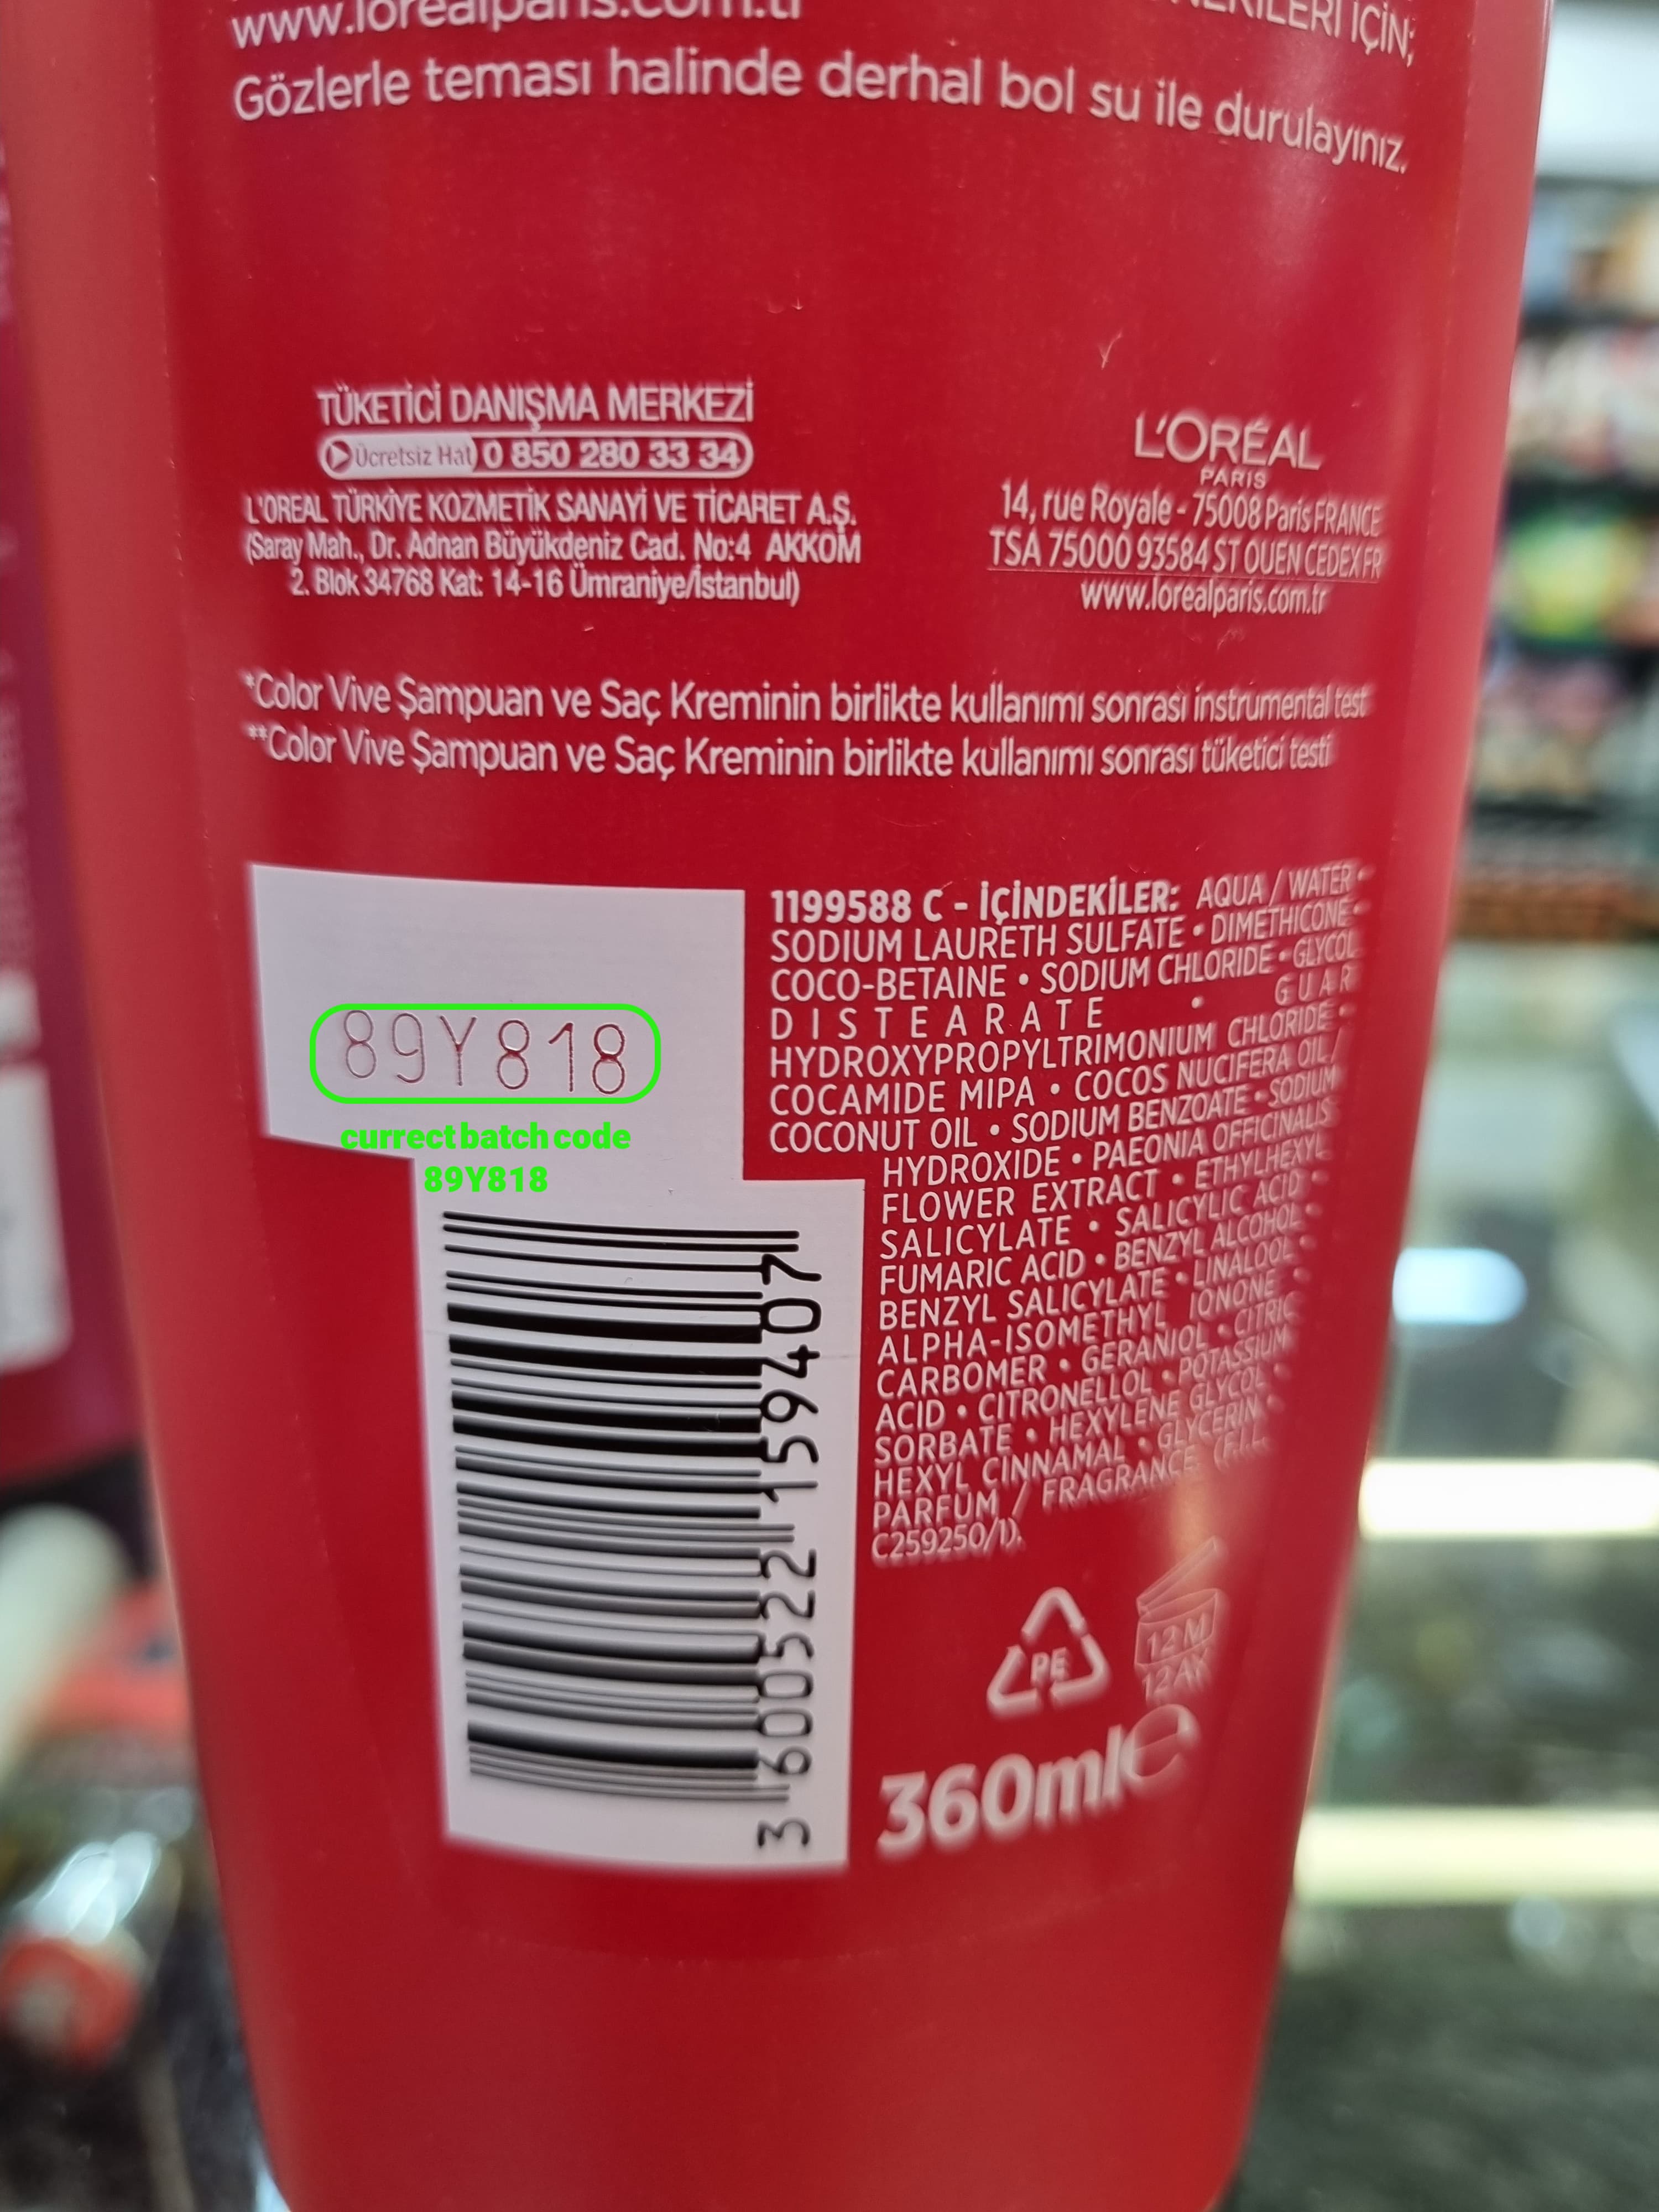 www.lorealparis.com.tr
İÇİN;
Gözlerle teması halinde derhal bol su ile durulayınız.
TÜKETİCİ DANIŞMA MERKEZİ
Ücretsiz Hat 0 850 280 33 34
L'OREAL TÜRKİYE KOZMETİK SANAYİ VE TİCARET A.Ş.
(Saray Mah., Dr. Adnan Büyükdeniz Cad. No:4 AKKOM
2. Blok 34768 Kat: 14-16 Ümraniye/İstanbul)
L'ORÉAL
PARIS
14, rue Royale - 75008 Paris FRANCE
TSA 75000 93584 ST OUEN CEDEX FR
www.lorealparis.com.tr
*Color Vive Şampuan ve Saç Kreminin birlikte kullanımı sonrası instrumental test
**Color Vive Şampuan ve Saç Kreminin birlikte kullanımı sonrası tüketici testi
89Y818
currect batch code
89Y818
3 600522 159407
1199588 C - İÇİNDEKİLER: AQUA / WATER •
SODIUM LAURETH SULFATE • DIMETHICONE •
COCO-BETAINE • SODIUM CHLORIDE • GLYCOL
DISTEARATE • GUAR
HYDROXYPROPYLTRIMONIUM CHLORIDE •
COCAMIDE MIPA • COCOS NUCIFERA OIL /
COCONUT OIL • SODIUM BENZOATE • SODIUM
HYDROXIDE • PAEONIA OFFICINALIS
FLOWER EXTRACT • ETHYLHEXYL
SALICYLATE • SALICYLIC ACID •
FUMARIC ACID • BENZYL ALCOHOL •
BENZYL SALICYLATE • LINALOOL •
ALPHA-ISOMETHYL IONONE •
CARBOMER • GERANIOL • CITRIC
ACID • CITRONELLOL • POTASSIUM
SORBATE • HEXYLENE GLYCOL •
HEXYL CINNAMAL • GLYCERIN •
PARFUM / FRAGRANCE (F.I.L.
C259250/1).
PE
12 M
12 AY
360ml e